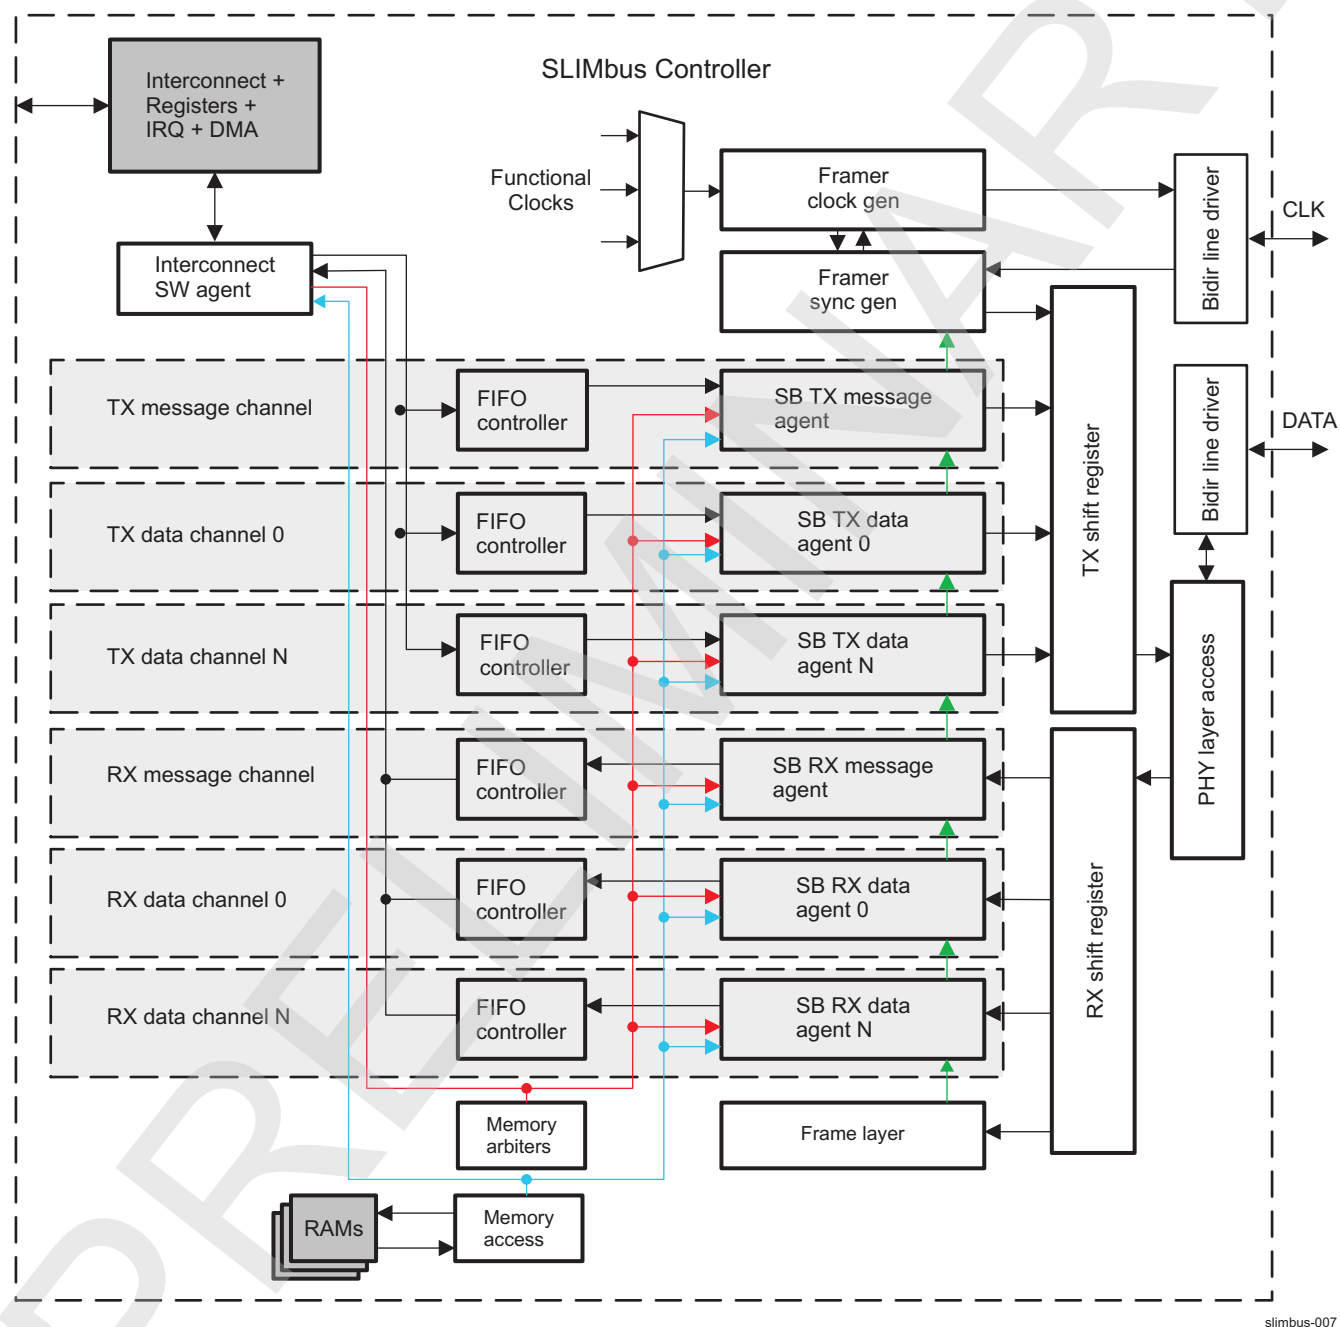 SLIMbus Controller
Interconnect +
Registers +
IRQ + DMA
Functional
Clocks
Framer
clock gen
Bidir line driver
CLK
Interconnect
SW agent
Framer
sync gen
TX message channel
FIFO
controller
SB TX message
agent
TX shift register
Bidir line driver
DATA
TX data channel 0
FIFO
controller
SB TX data
agent 0
TX data channel N
FIFO
controller
SB TX data
agent N
PHY layer access
RX message channel
FIFO
controller
SB RX message
agent
RX shift register
RX data channel 0
FIFO
controller
SB RX data
agent 0
RX data channel N
FIFO
controller
SB RX data
agent N
Memory
arbiters
Frame layer
RAMs
Memory
access
PRELIMINARY
slimbus-007